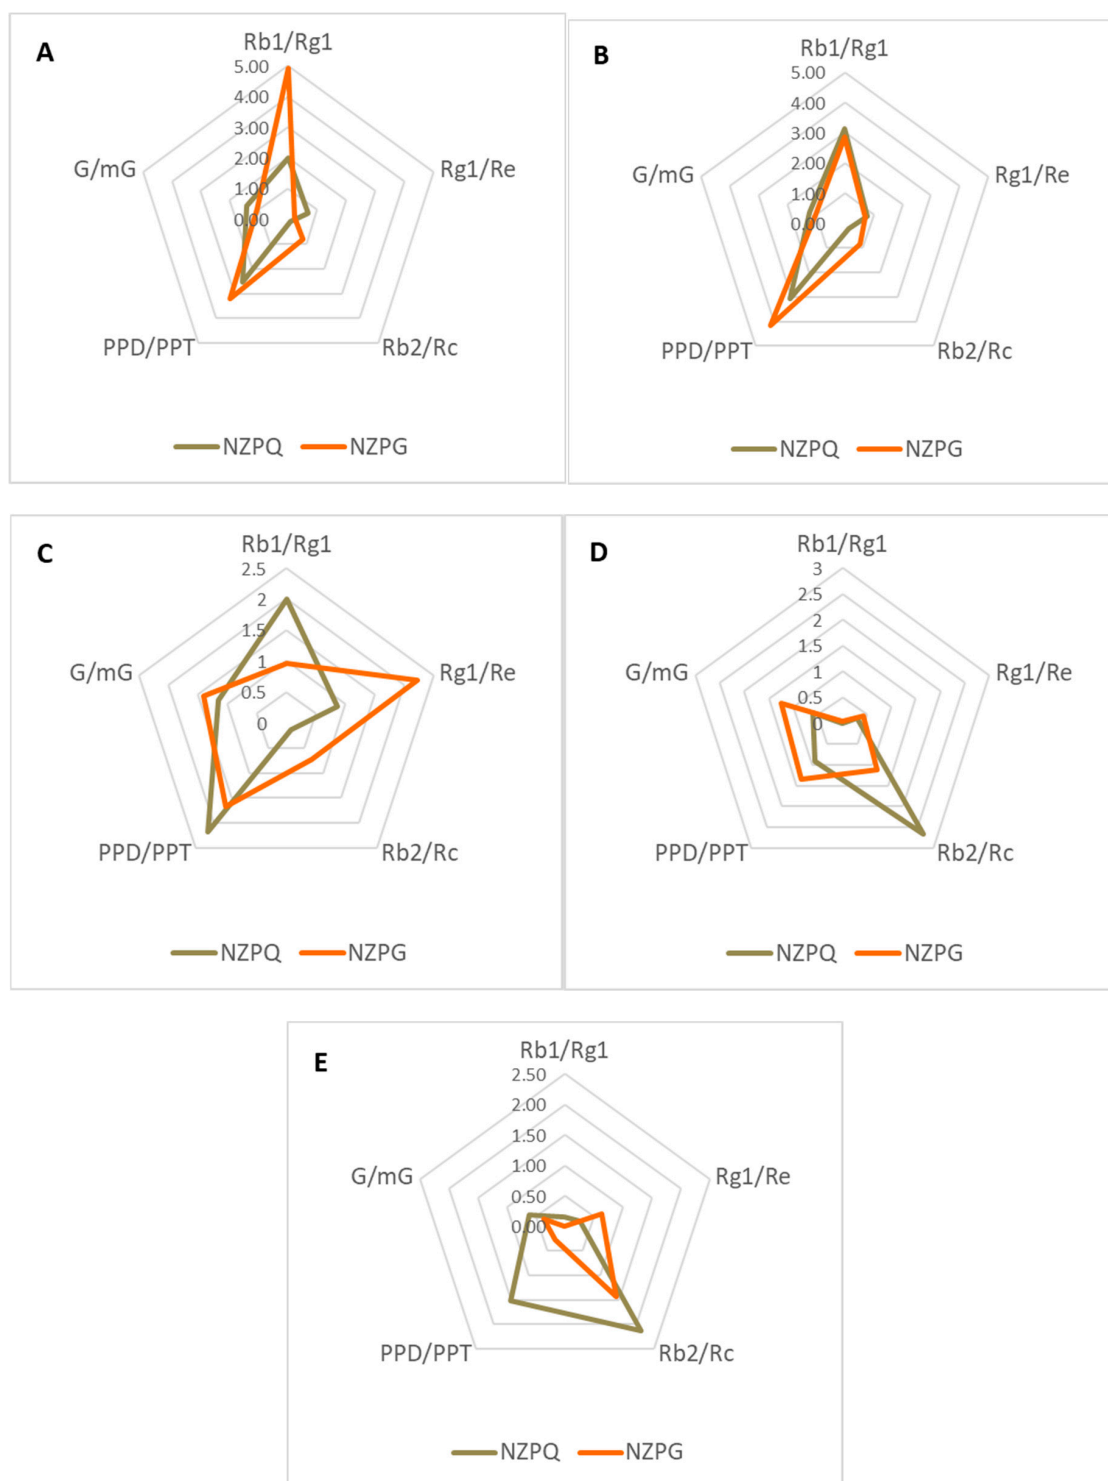 A
Rb1/Rg1
5.00
4.00
3.00
2.00
1.00
0.00
Rg1/Re
Rb2/Rc
PPD/PPT
G/mG
NZPQ NZPG
B
Rb1/Rg1
5.00
4.00
3.00
2.00
1.00
0.00
Rg1/Re
Rb2/Rc
PPD/PPT
G/mG
NZPQ NZPG
C
Rb1/Rg1
2.5
2
1.5
1
0.5
0
Rg1/Re
Rb2/Rc
PPD/PPT
G/mG
NZPQ NZPG
D
Rb1/Rg1
3
2.5
2
1.5
1
0.5
0
Rg1/Re
Rb2/Rc
PPD/PPT
G/mG
NZPQ NZPG
E
Rb1/Rg1
2.50
2.00
1.50
1.00
0.50
0.00
Rg1/Re
Rb2/Rc
PPD/PPT
G/mG
NZPQ NZPG